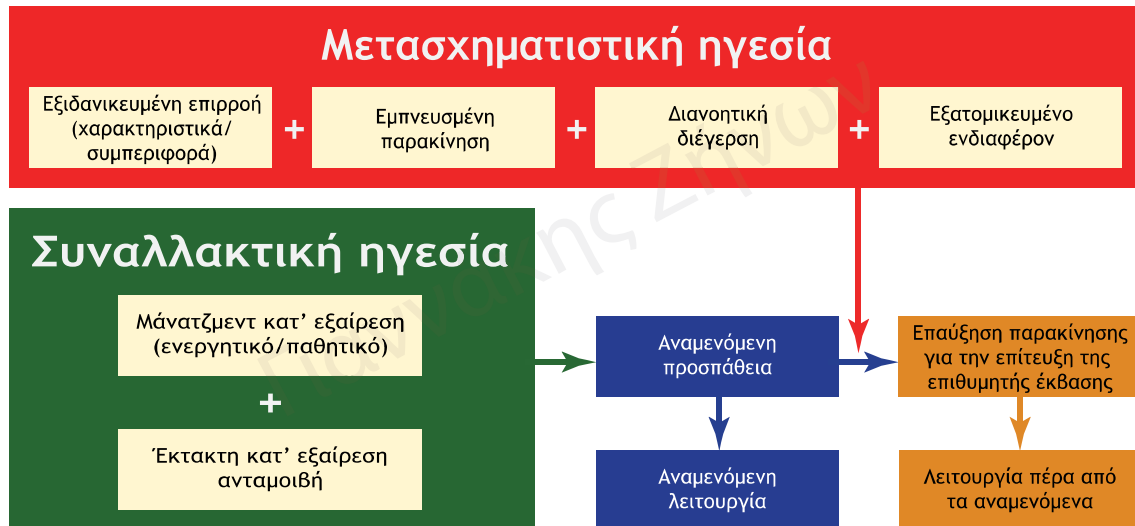 Μετασχηματιστική ηγεσία
Εξιδανικευμένη επιρροή
(χαρακτηριστικά/
συμπεριφορά)
+
Εμπνευσμένη
παρακίνηση
+
Διανοητική
διέγερση
+
Εξατομικευμένο
ενδιαφέρον
Συναλλακτική ηγεσία
Μάνατζμεντ κατ’ εξαίρεση
(ενεργητικό/παθητικό)
+
Έκτακτη κατ’ εξαίρεση
ανταμοιβή
Αναμενόμενη
προσπάθεια
Επαύξηση παρακίνησης
για την επίτευξη της
επιθυμητής έκβασης
Αναμενόμενη
λειτουργία
Λειτουργία πέρα από
τα αναμενόμενα
Γιαννάκης Ζήνων